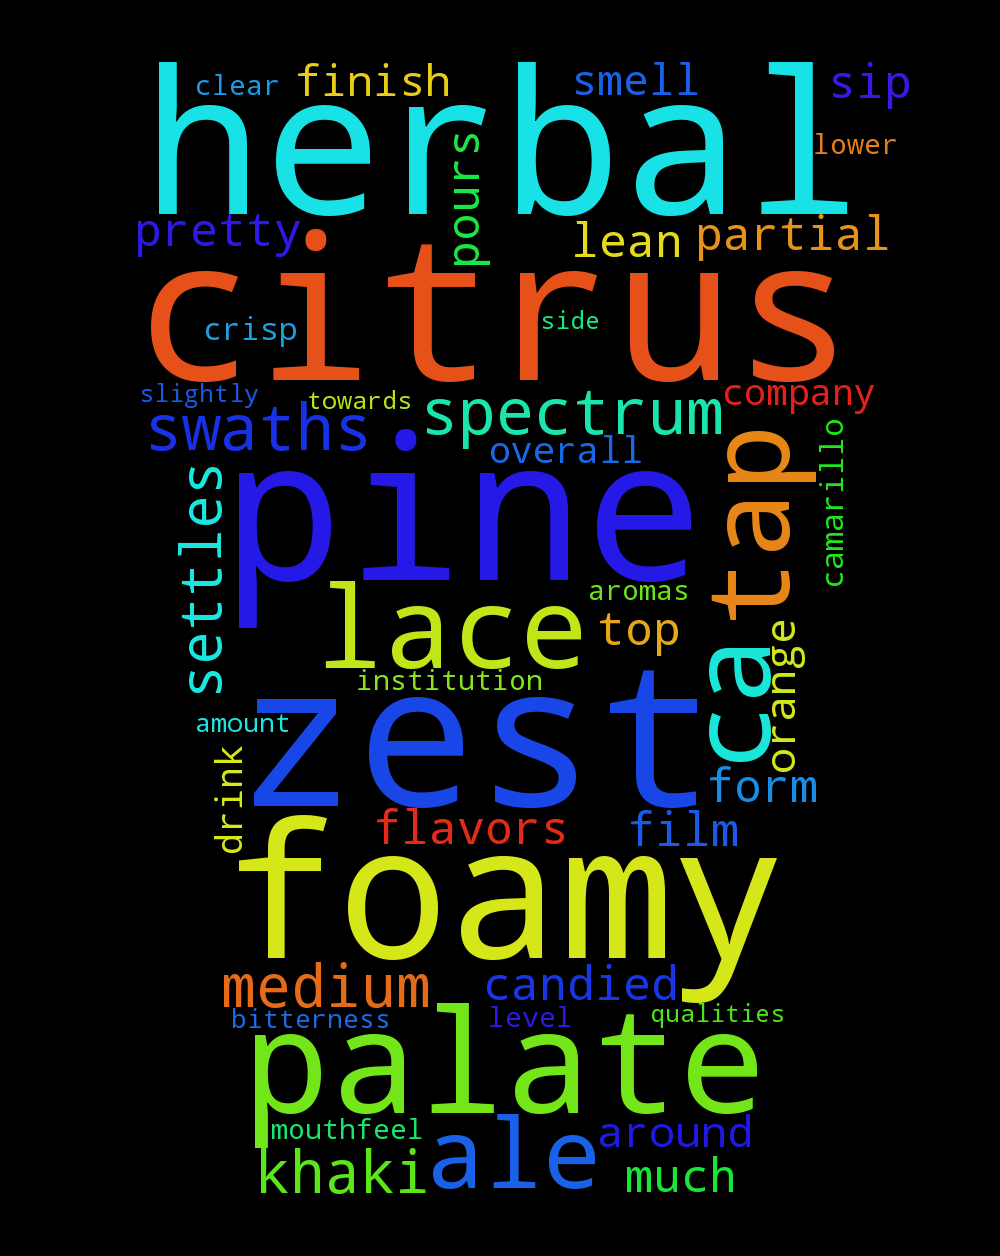 herbal
clear
finish
smell
sip
lower
pours
pretty
lean
partial
citrus
crisp
side
slightly
towards
spectrum
company
swaths
overall
pine
tap
camarillo
settles
lace
aromas
top
orange
ca
institution
zest
amount
drink
form
flavors
film
foamy
medium
candied
bitterness
level
qualities
palate
mouthfeel
ale
around
khaki
much